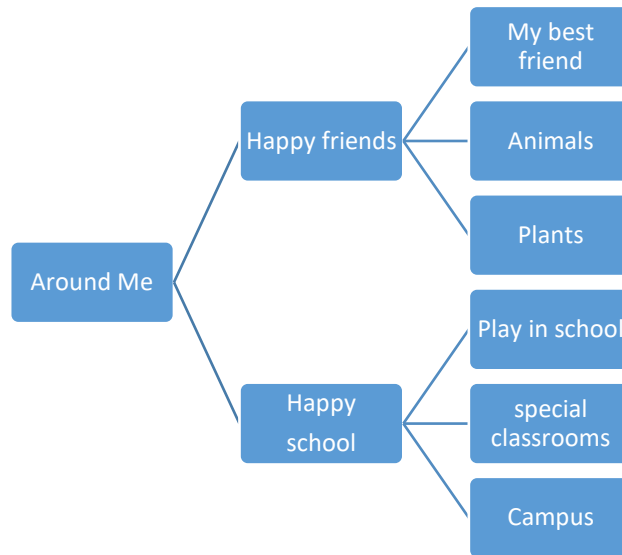 Around Me
Happy friends
My best
friend
Animals
Plants
Happy
school
Play in school
special
classrooms
Campus